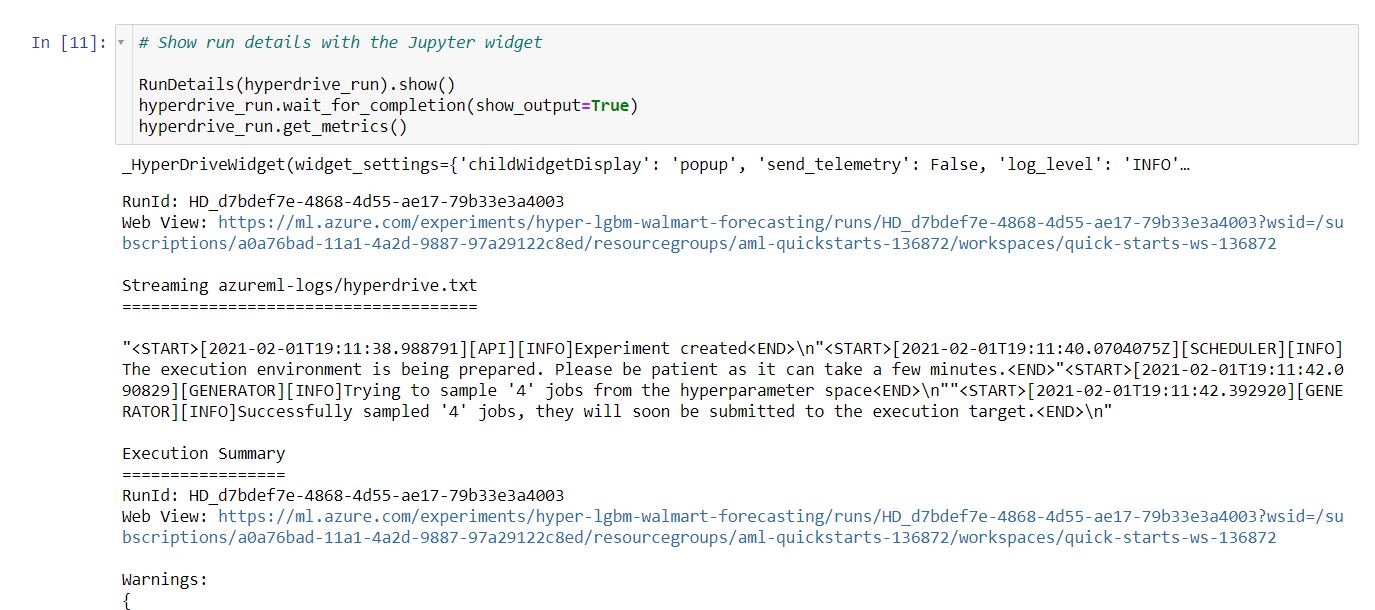 In [11]:
# Show run details with the Jupyter widget
RunDetails(hyperdrive_run).show()
hyperdrive_run.wait_for_completion(show_output=True)
hyperdrive_run.get_metrics()
_HyperDriveWidget(widget_settings={'childWidgetDisplay': 'popup', 'send_telemetry': False, 'log_level': 'INFO'…
RunId: HD_d7bdef7e-4868-4d55-ae17-79b33e3a4003
Web View: https://ml.azure.com/experiments/hyper-lgbm-walmart-forecasting/runs/HD_d7bdef7e-4868-4d55-ae17-79b33e3a4003?wsid=/su
bscriptions/a0a76bad-11a1-4a2d-9887-97a29122c8ed/resourcegroups/aml-quickstarts-136872/workspaces/quick-starts-ws-136872
Streaming azureml-logs/hyperdrive.txt
=====================================
"<START>[2021-02-01T19:11:38.988791][API][INFO]Experiment created<END>\n"<START>[2021-02-01T19:11:40.0704075Z][SCHEDULER][INFO]
The execution environment is being prepared. Please be patient as it can take a few minutes.<END>"<START>[2021-02-01T19:11:42.0
90829][GENERATOR][INFO]Trying to sample '4' jobs from the hyperparameter space<END>\n""<START>[2021-02-01T19:11:42.392920][GENE
RATOR][INFO]Successfully sampled '4' jobs, they will soon be submitted to the execution target.<END>\n"
Execution Summary
=================
RunId: HD_d7bdef7e-4868-4d55-ae17-79b33e3a4003
Web View: https://ml.azure.com/experiments/hyper-lgbm-walmart-forecasting/runs/HD_d7bdef7e-4868-4d55-ae17-79b33e3a4003?wsid=/su
bscriptions/a0a76bad-11a1-4a2d-9887-97a29122c8ed/resourcegroups/aml-quickstarts-136872/workspaces/quick-starts-ws-136872
Warnings:
{